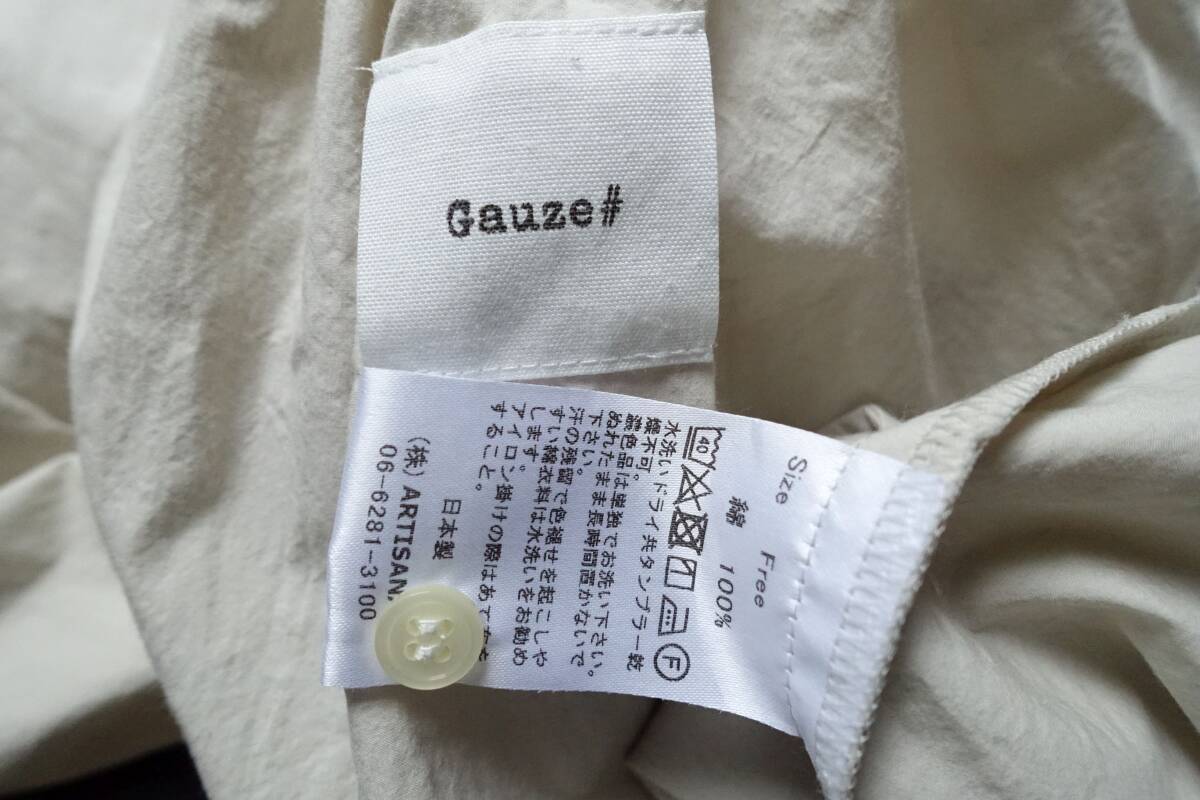 Gauze#
Size Free
綿 100%
40
F
水洗いドライ共タンブラー乾
燥不可。
濃色品は単独でお洗い下さい。
ぬれたまま長時間置かないで
下さい。
汗の残留で色褪せを起こしや
すい綿衣料は水洗いをお勧め
します。
アイロン掛けの際はあて布を
すること。
日本製
(株) ARTISAN
06-6281-3100